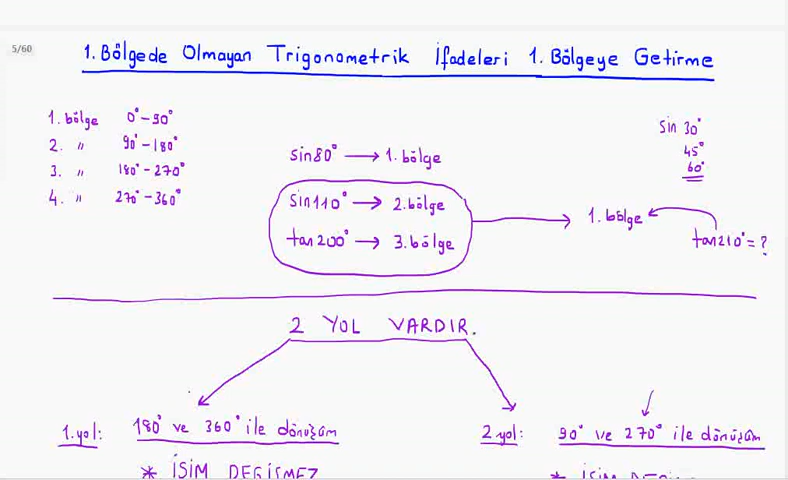 5/60
1. Bölgede Olmayan Trigonometrik İfadeleri 1. Bölgeye Getirme
1. bölge 0°-90°
2. " 90°-180°
3. " 180°-270°
4. " 270°-360°
sin80° → 1. bölge
sin110° → 2. bölge
tan200° → 3. bölge
1. bölge
sin 30°
45°
60°
tan210° = ?
2 YOL VARDIR.
1. yol: 180° ve 360° ile dönüşüm
* İSİM DEĞİŞMEZ
2. yol: 90° ve 270° ile dönüşüm
* İsim